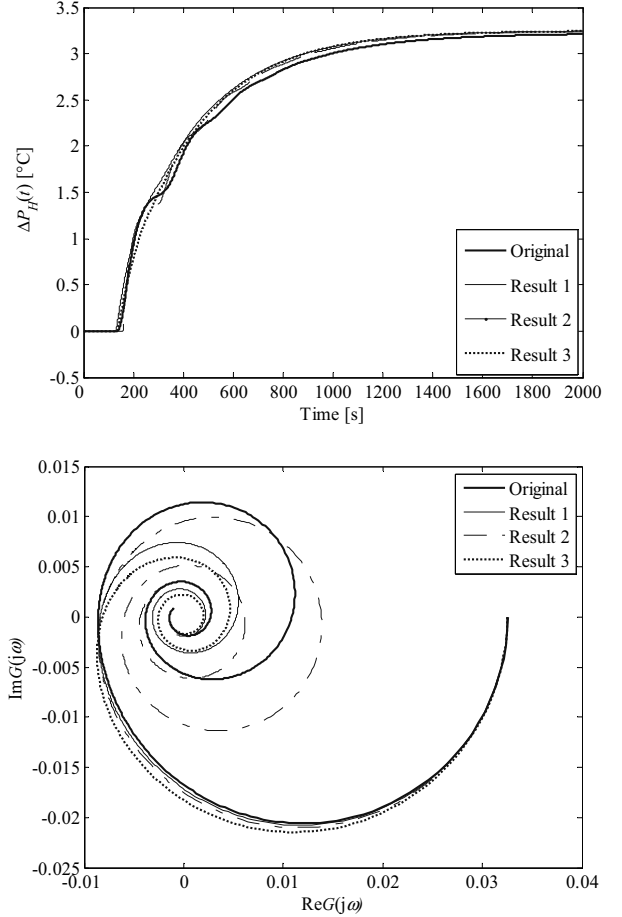 3.5
3
2.5
2
1.5
1
0.5
0
-0.5
ΔP_H(t) [°C]
Original
Result 1
Result 2
Result 3
0 200 400 600 800 1000 1200 1400 1600 1800 2000
Time [s]
0.015
0.01
0.005
0
-0.005
-0.01
-0.015
-0.02
-0.025
ImG(jω)
Original
Result 1
Result 2
Result 3
-0.01 0 0.01 0.02 0.03 0.04
ReG(jω)